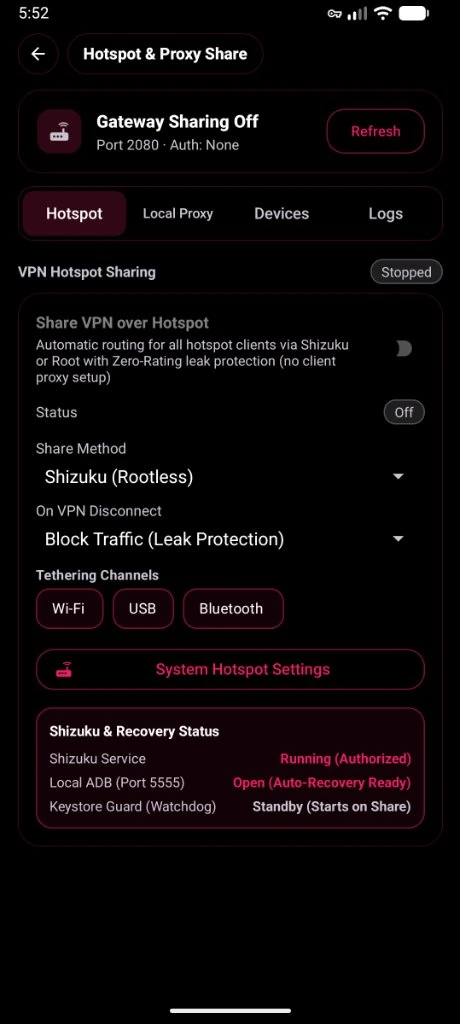 5:52
Hotspot & Proxy Share
Gateway Sharing Off
Port 2080 · Auth: None
Refresh
Hotspot
Local Proxy
Devices
Logs
VPN Hotspot Sharing
Stopped
Share VPN over Hotspot
Automatic routing for all hotspot clients via Shizuku
or Root with Zero-Rating leak protection (no client
proxy setup)
Status
Off
Share Method
Shizuku (Rootless)
On VPN Disconnect
Block Traffic (Leak Protection)
Tethering Channels
Wi-Fi
USB
Bluetooth
System Hotspot Settings
Shizuku & Recovery Status
Shizuku Service
Running (Authorized)
Local ADB (Port 5555)
Open (Auto-Recovery Ready)
Keystore Guard (Watchdog)
Standby (Starts on Share)